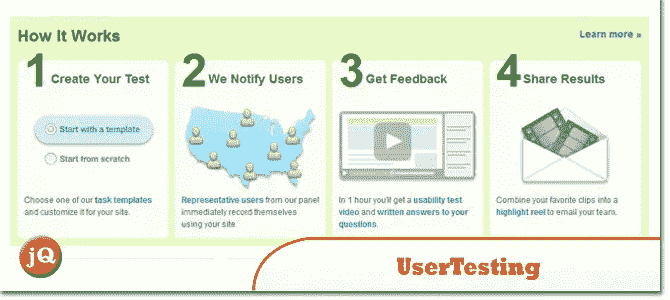 How It Works
Learn more »
1 Create Your Test
Start with a template
Start from scratch
Choose one of our task templates
and customize it for your site.
2 We Notify Users
Representative users from our panel
immediately record themselves
using your site.
3 Get Feedback
In 1 hour you'll get a usability test
video and written answers to your
questions.
4 Share Results
Combine your favorite clips into a
highlight reel to email your team.
jQ
UserTesting